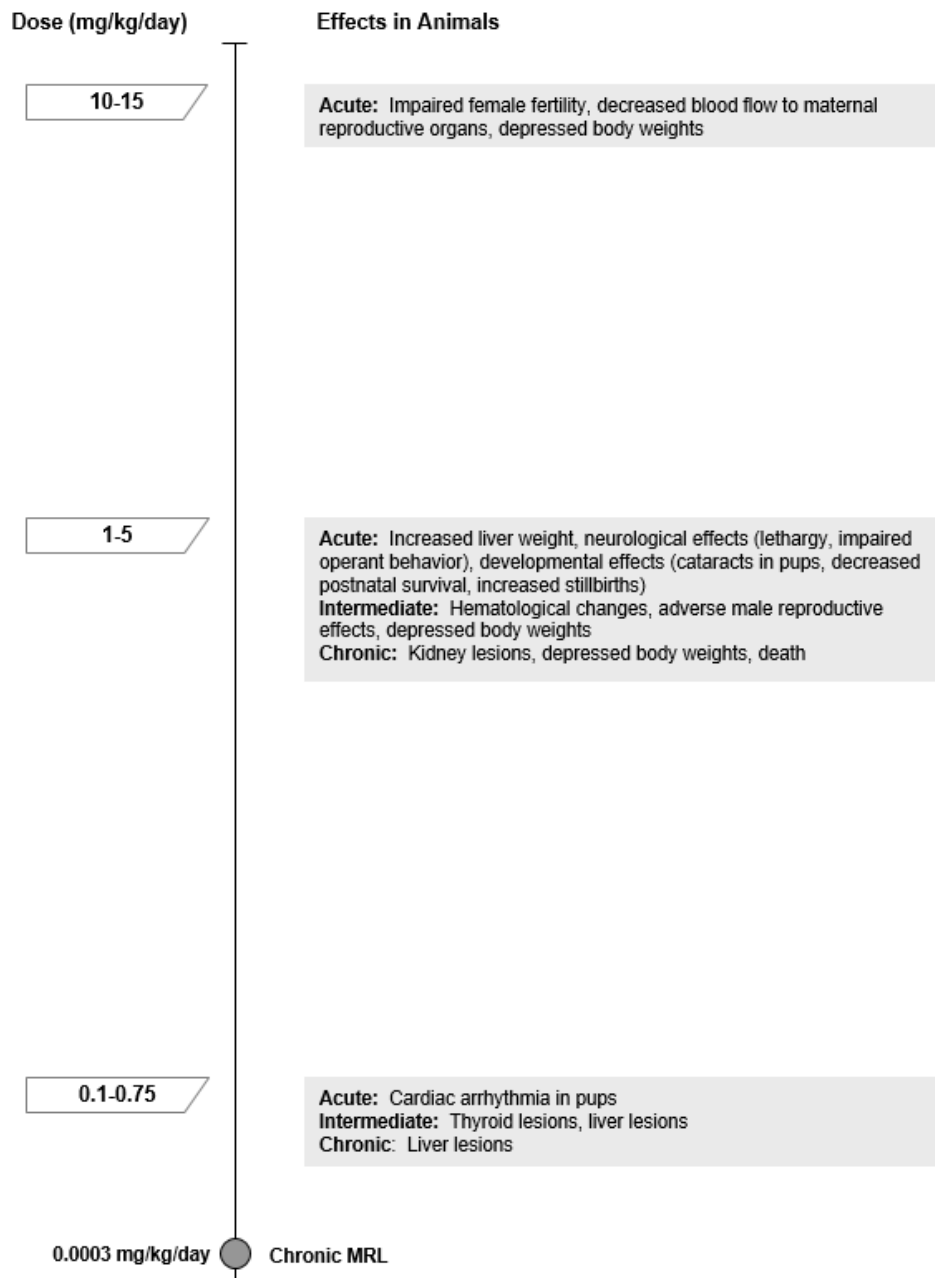 Dose (mg/kg/day) Effects in Animals
10-15
Acute: Impaired female fertility, decreased blood flow to maternal
reproductive organs, depressed body weights
1-5
Acute: Increased liver weight, neurological effects (lethargy, impaired
operant behavior), developmental effects (cataracts in pups, decreased
postnatal survival, increased stillbirths)
Intermediate: Hematological changes, adverse male reproductive
effects, depressed body weights
Chronic: Kidney lesions, depressed body weights, death
0.1-0.75
Acute: Cardiac arrhythmia in pups
Intermediate: Thyroid lesions, liver lesions
Chronic: Liver lesions
0.0003 mg/kg/day Chronic MRL